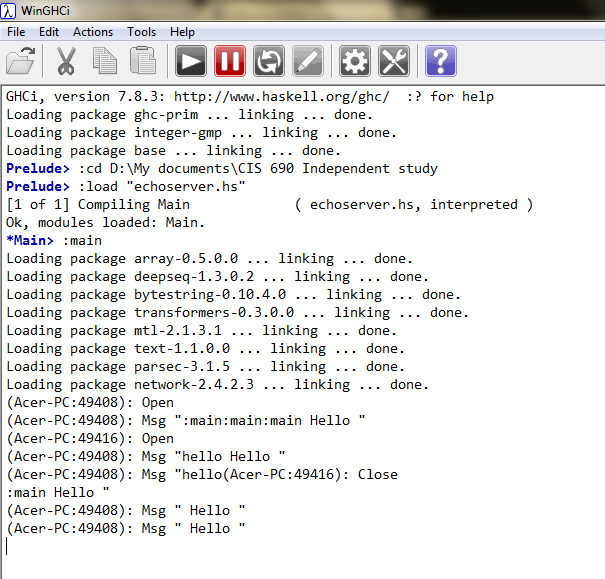 WinGHCi
File Edit Actions Tools Help
GHCi, version 7.8.3: http://www.haskell.org/ghc/  :? for help
Loading package ghc-prim ... linking ... done.
Loading package integer-gmp ... linking ... done.
Loading package base ... linking ... done.
Prelude> :cd D:\My documents\CIS 690 Independent study
Prelude> :load "echoserver.hs"
[1 of 1] Compiling Main             ( echoserver.hs, interpreted )
Ok, modules loaded: Main.
*Main> :main
Loading package array-0.5.0.0 ... linking ... done.
Loading package deepseq-1.3.0.2 ... linking ... done.
Loading package bytestring-0.10.4.0 ... linking ... done.
Loading package transformers-0.3.0.0 ... linking ... done.
Loading package mtl-2.1.3.1 ... linking ... done.
Loading package text-1.1.0.0 ... linking ... done.
Loading package parsec-3.1.5 ... linking ... done.
Loading package network-2.4.2.3 ... linking ... done.
(Acer-PC:49408): Open
(Acer-PC:49408): Msg ":main:main:main Hello "
(Acer-PC:49416): Open
(Acer-PC:49408): Msg "hello Hello "
(Acer-PC:49408): Msg "hello(Acer-PC:49416): Close
:main Hello "
(Acer-PC:49408): Msg " Hello "
(Acer-PC:49408): Msg " Hello "